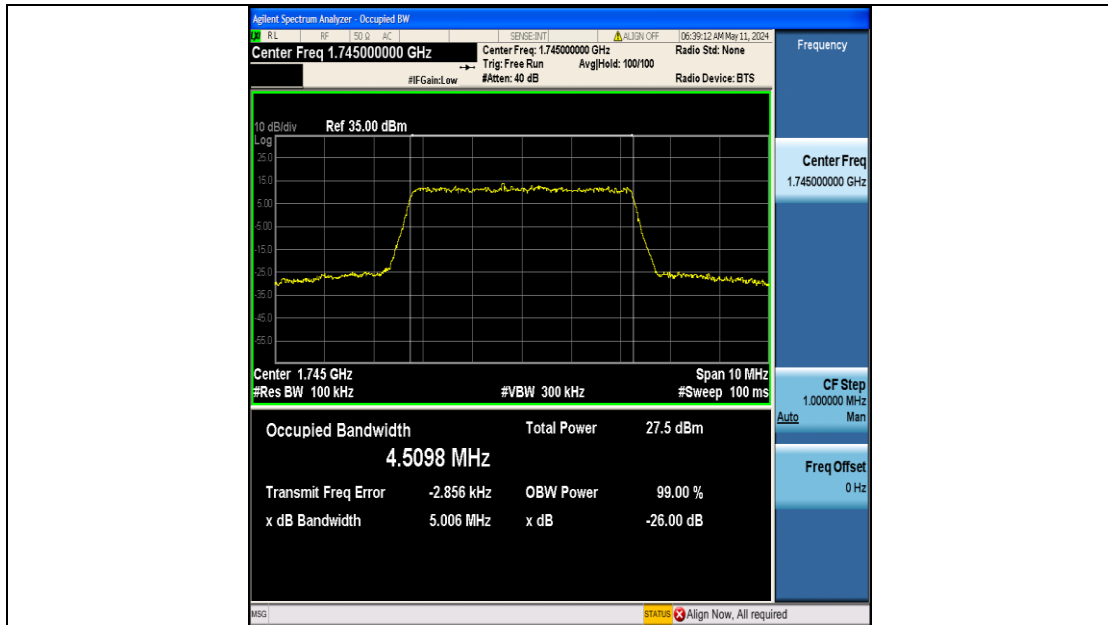 Agilent Spectrum Analyzer - Occupied BW
RL RF 50 Ω AC SENSE:INT ALIGN OFF 06:39:12 AM May 11, 2024
Center Freq 1.745000000 GHz
Center Freq: 1.745000000 GHz
Radio Std: None
Trig: Free Run Avg|Hold: 100/100
#IFGain:Low #Atten: 40 dB Radio Device: BTS
10 dB/div Ref 35.00 dBm
Log
25.0
15.0
5.00
-5.00
-15.0
-25.0
-35.0
-45.0
-55.0
Center 1.745 GHz Span 10 MHz
#Res BW 100 kHz #VBW 300 kHz #Sweep 100 ms
Occupied Bandwidth Total Power 27.5 dBm
4.5098 MHz
Transmit Freq Error -2.856 kHz OBW Power 99.00 %
x dB Bandwidth 5.006 MHz x dB -26.00 dB
Frequency
Center Freq
1.745000000 GHz
CF Step
1.000000 MHz
Auto Man
Freq Offset
0 Hz
MSG STATUS Align Now, All required